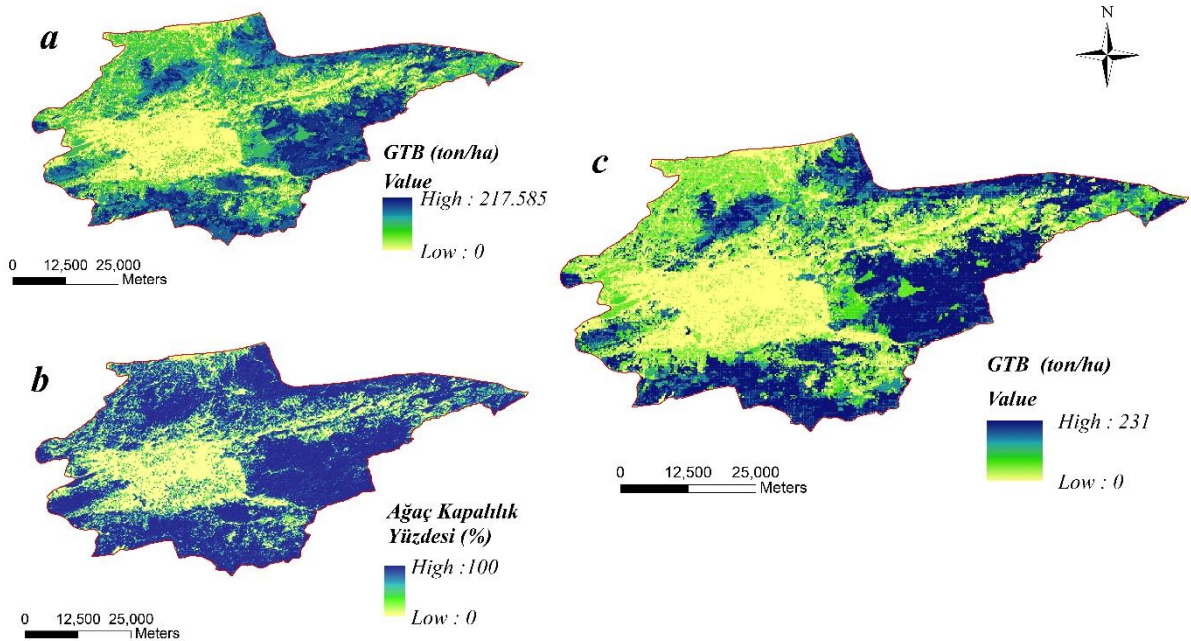 a
GTB (ton/ha)
Value
High : 217.585
Low : 0
0 12,500 25,000
Meters
b
Ağaç Kapalılık
Yüzdesi (%)
High :100
Low : 0
0 12,500 25,000
Meters
N
c
GTB (ton/ha)
Value
High : 231
Low : 0
0 12,500 25,000
Meters